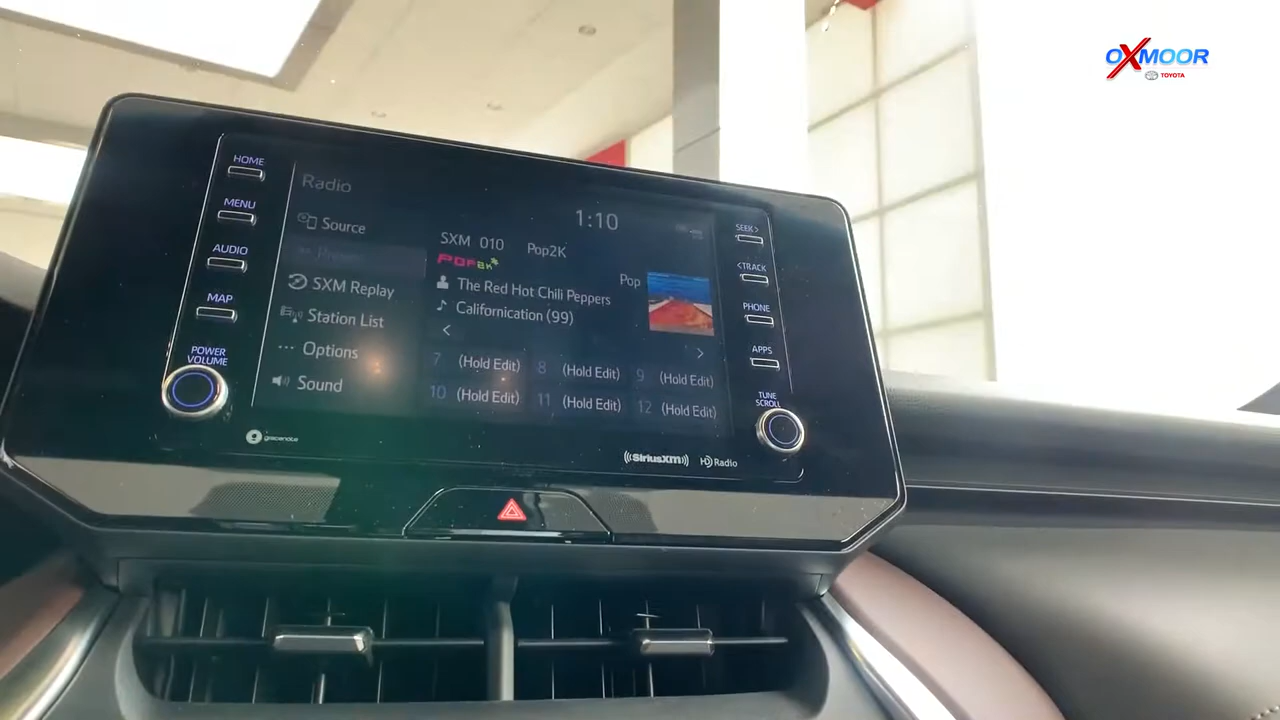 OXMOOR
TOYOTA
HOME
MENU
AUDIO
MAP
POWER
VOLUME
Radio
1:10
Source
Presets
SXM Replay
Station List
Options
Sound
SXM 010 Pop2K
POP2K
Pop
The Red Hot Chili Peppers
Californication (99)
<
>
7 (Hold Edit) 8 (Hold Edit) 9 (Hold Edit)
10 (Hold Edit) 11 (Hold Edit) 12 (Hold Edit)
SEEK>
<TRACK
PHONE
APPS
TUNE
SCROLL
gracenote
((SiriusXM))
HD Radio